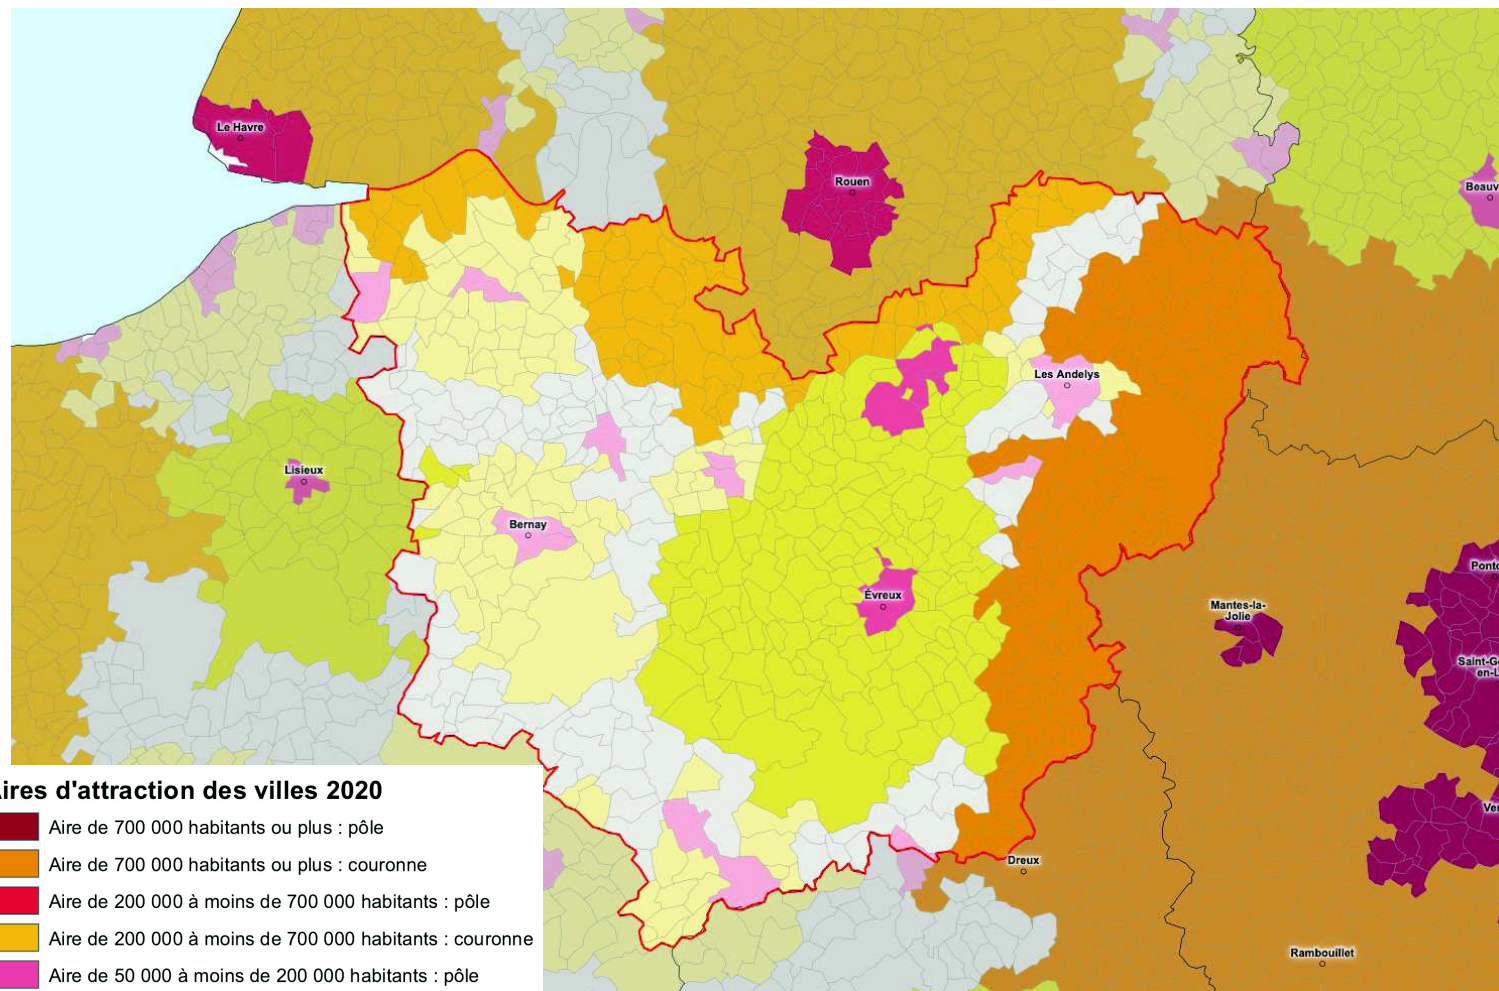 Le Havre
Rouen
Beauv
Les Andelys
Lisieux
Bernay
Évreux
Ponto
Mantes-la-
Jolie
Saint-G
en-L
Ver
Dreux
Rambouillet
ires d'attraction des villes 2020
Aire de 700 000 habitants ou plus : pôle
Aire de 700 000 habitants ou plus : couronne
Aire de 200 000 à moins de 700 000 habitants : pôle
Aire de 200 000 à moins de 700 000 habitants : couronne
Aire de 50 000 à moins de 200 000 habitants : pôle